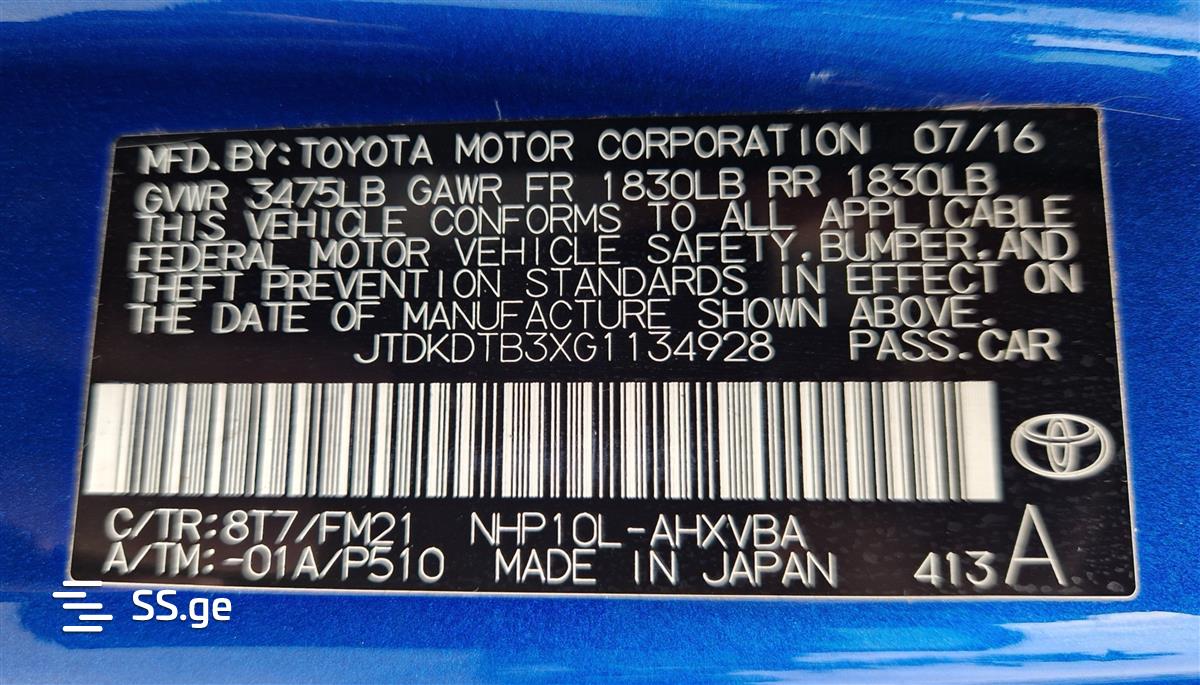 MFD.BY:TOYOTA MOTOR CORPORATION 07/16
GVWR 3475LB GAWR FR 1830LB RR 1830LB
THIS VEHICLE CONFORMS TO ALL APPLICABLE
FEDERAL MOTOR VEHICLE SAFETY,BUMPER,AND
THEFT PREVENTION STANDARDS IN EFFECT ON
THE DATE OF MANUFACTURE SHOWN ABOVE.
JTDKDTB3XG1134928 PASS.CAR
C/TR:8T7/FM21 NHP10L-AHXVBA
A/TM:-01A/P510 MADE IN JAPAN 413 A
SS.ge